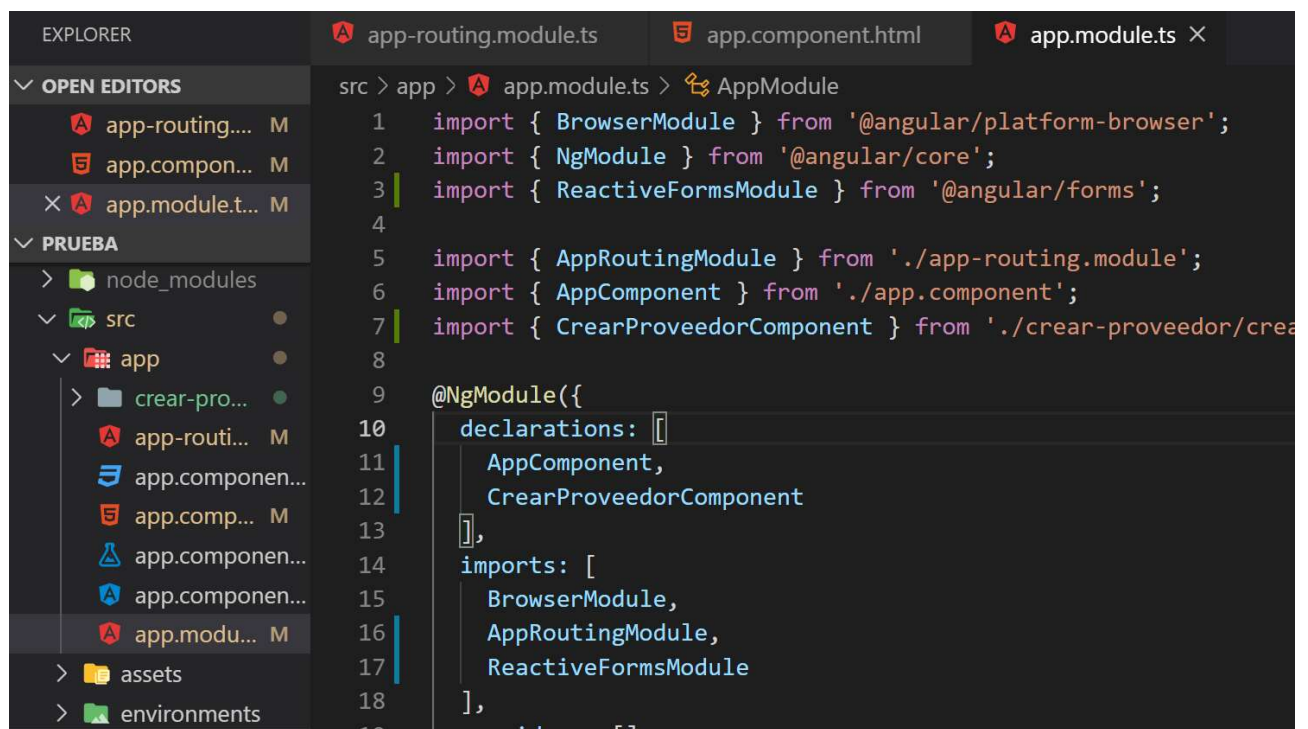 EXPLORER
OPEN EDITORS
app-routing.... M
app.compon... M
app.module.t... M
PRUEBA
node_modules
src
app
crear-pro...
app-routi... M
app.componen...
app.comp... M
app.componen...
app.componen...
app.modu... M
assets
environments
app-routing.module.ts app.component.html app.module.ts
src > app > app.module.ts > AppModule
1 import { BrowserModule } from '@angular/platform-browser';
2 import { NgModule } from '@angular/core';
3 import { ReactiveFormsModule } from '@angular/forms';
4
5 import { AppRoutingModule } from './app-routing.module';
6 import { AppComponent } from './app.component';
7 import { CrearProveedorComponent } from './crear-proveedor/crea
8
9 @NgModule({
10 declarations: [
11 AppComponent,
12 CrearProveedorComponent
13 ],
14 imports: [
15 BrowserModule,
16 AppRoutingModule,
17 ReactiveFormsModule
18 ],